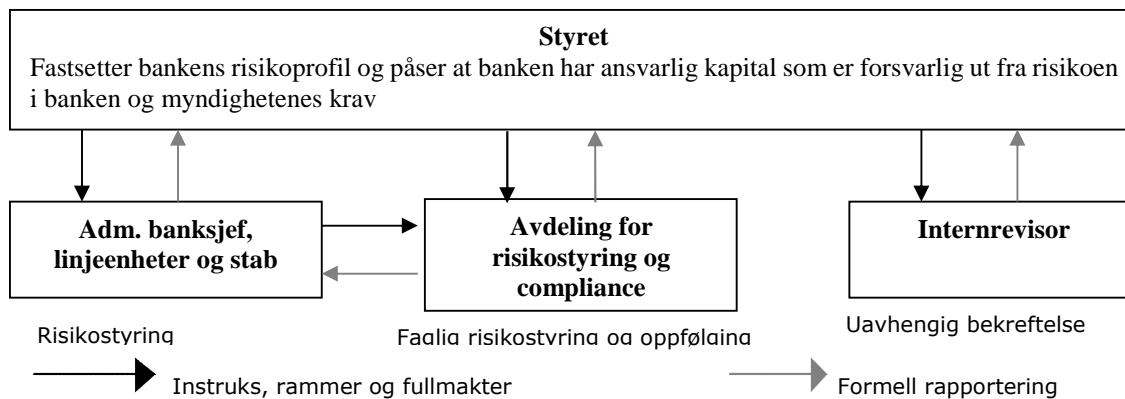 Styret
Fastsetter bankens risikoprofil og påser at banken har ansvarlig kapital som er forsvarlig ut fra risikoen
i banken og myndighetenes krav
Adm. banksjef,
linjeenheter og stab
Avdeling for
risikostyring og
compliance
Internrevisor
Risikostyring
Faglig risikostyring og oppfølging
Uavhengig bekreftelse
Instruks, rammer og fullmakter
Formell rapportering